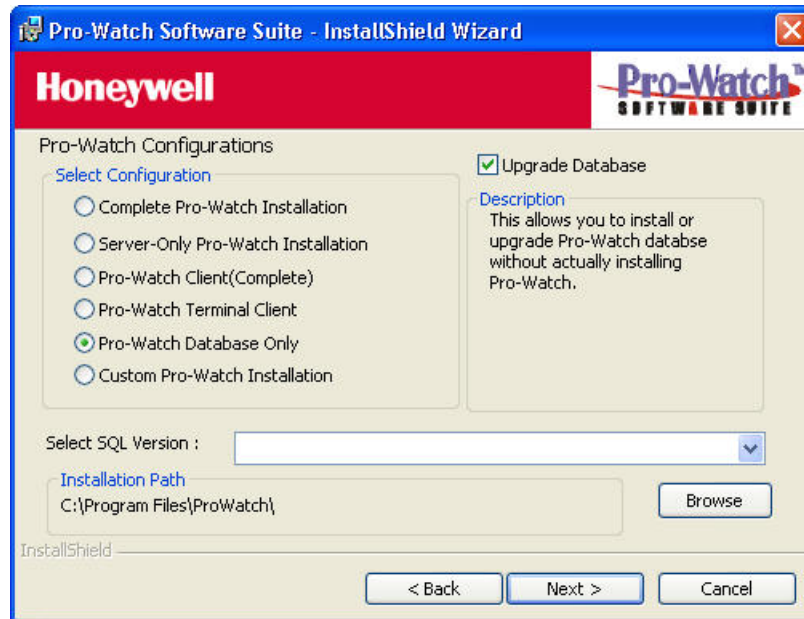 Pro-Watch Software Suite - InstallShield Wizard
Honeywell
Pro-Watch™
SOFTWARE SUITE
Pro-Watch Configurations
Select Configuration
Complete Pro-Watch Installation
Server-Only Pro-Watch Installation
Pro-Watch Client(Complete)
Pro-Watch Terminal Client
Pro-Watch Database Only
Custom Pro-Watch Installation
Upgrade Database
Description
This allows you to install or
upgrade Pro-Watch databse
without actually installing
Pro-Watch.
Select SQL Version :
Installation Path
C:\Program Files\ProWatch\
Browse
InstallShield
< Back
Next >
Cancel